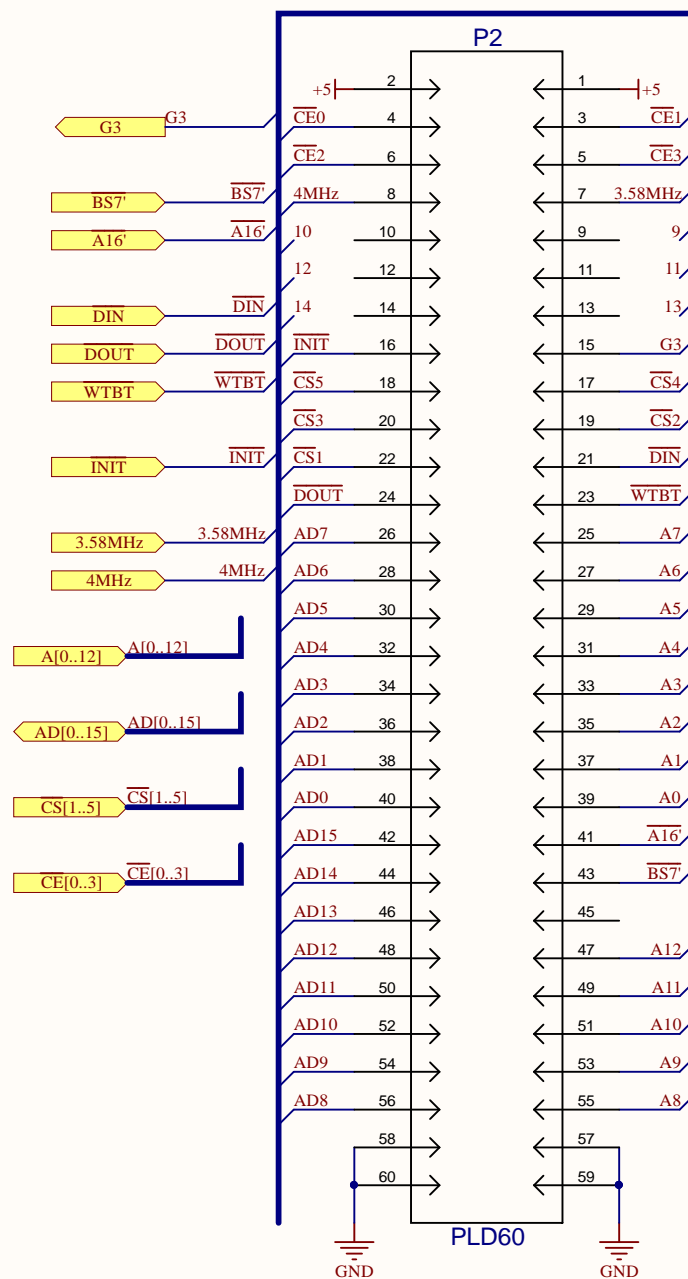 P2
+5 2 1 +5
G3 G3 CE0 4 3 CE1
CE2 6 5 CE3
BS7' BS7' 4MHz 8 7 3.58MHz
A16' A16' 10 10 9 9
12 12 11 11
DIN DIN 14 14 13 13
DOUT DOUT INIT 16 15 G3
WTBT WTBT CS5 18 17 CS4
CS3 20 19 CS2
INIT INIT CS1 22 21 DIN
DOUT 24 23 WTBT
3.58MHz 3.58MHz AD7 26 25 A7
4MHz 4MHz AD6 28 27 A6
AD5 30 29 A5
A[0..12] A[0..12] AD4 32 31 A4
AD3 34 33 A3
AD[0..15] AD[0..15] AD2 36 35 A2
AD1 38 37 A1
CS[1..5] CS[1..5] AD0 40 39 A0
AD15 42 41 A16'
CE[0..3] CE[0..3] AD14 44 43 BS7'
AD13 46 45
AD12 48 47 A12
AD11 50 49 A11
AD10 52 51 A10
AD9 54 53 A9
AD8 56 55 A8
58 57
60 59
PLD60
GND GND